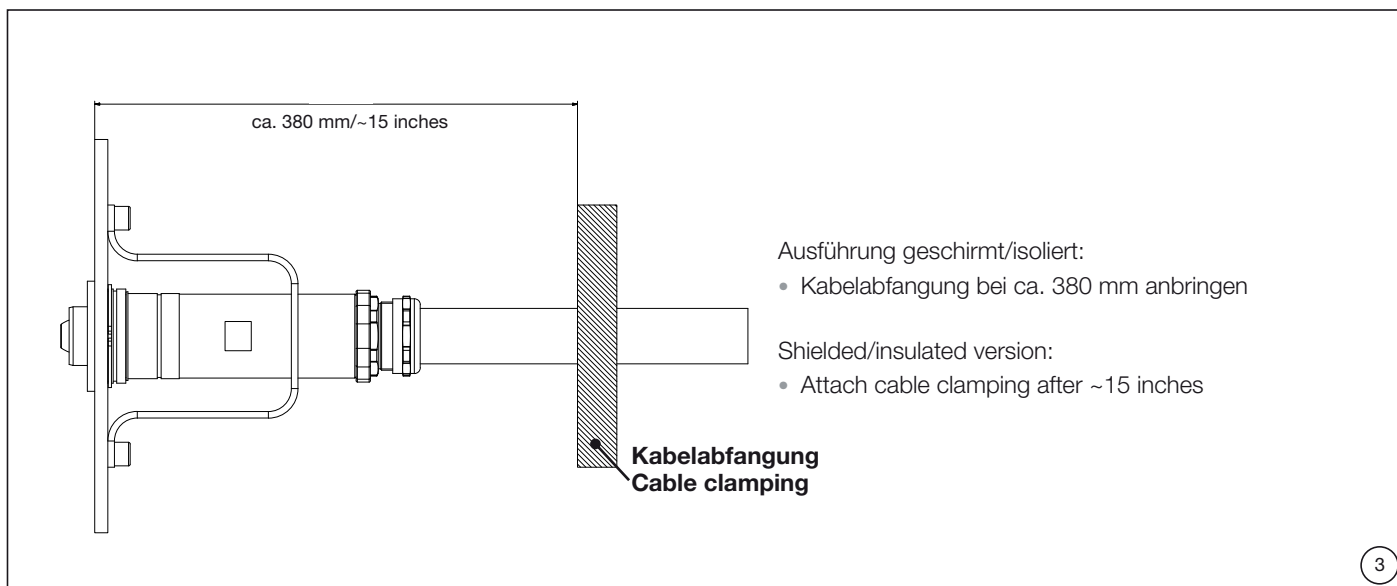 ca. 380 mm/~15 inches
Ausführung geschirmt/isoliert:
• Kabelabfangung bei ca. 380 mm anbringen
Shielded/insulated version:
• Attach cable clamping after ~15 inches
Kabelabfangung
Cable clamping
3